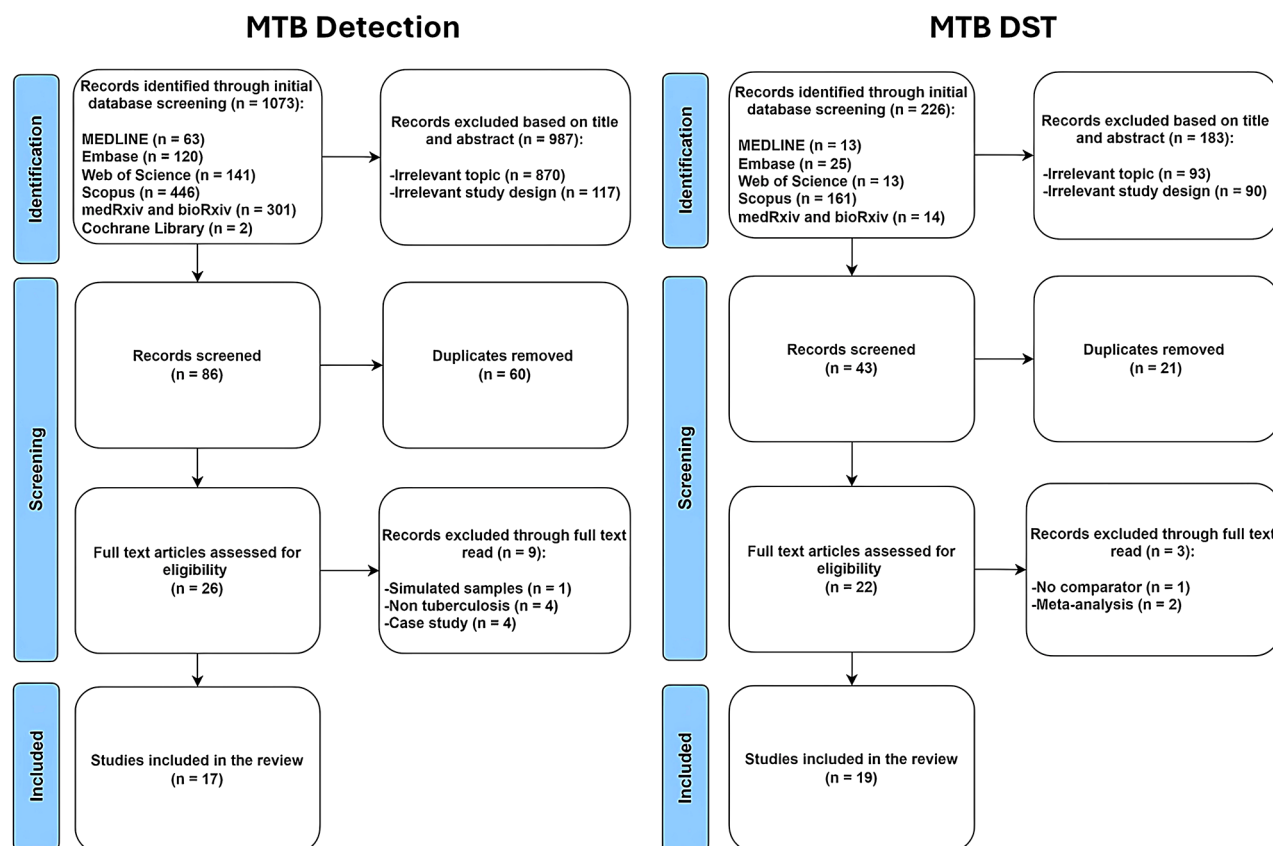 MTB Detection
Identification
Records identified through initial
database screening (n = 1073):
MEDLINE (n = 63)
Embase (n = 120)
Web of Science (n = 141)
Scopus (n = 446)
medRxiv and bioRxiv (n = 301)
Cochrane Library (n = 2)
Records excluded based on title
and abstract (n = 987):
-Irrelevant topic (n = 870)
-Irrelevant study design (n = 117)
Screening
Records screened
(n = 86)
Duplicates removed
(n = 60)
Full text articles assessed for
eligibility
(n = 26)
Records excluded through full text
read (n = 9):
-Simulated samples (n = 1)
-Non tuberculosis (n = 4)
-Case study (n = 4)
Included
Studies included in the review
(n = 17)
MTB DST
Identification
Records identified through initial
database screening (n = 226):
MEDLINE (n = 13)
Embase (n = 25)
Web of Science (n = 13)
Scopus (n = 161)
medRxiv and bioRxiv (n = 14)
Records excluded based on title
and abstract (n = 183):
-Irrelevant topic (n = 93)
-Irrelevant study design (n = 90)
Screening
Records screened
(n = 43)
Duplicates removed
(n = 21)
Full text articles assessed for
eligibility
(n = 22)
Records excluded through full text
read (n = 3):
-No comparator (n = 1)
-Meta-analysis (n = 2)
Included
Studies included in the review
(n = 19)